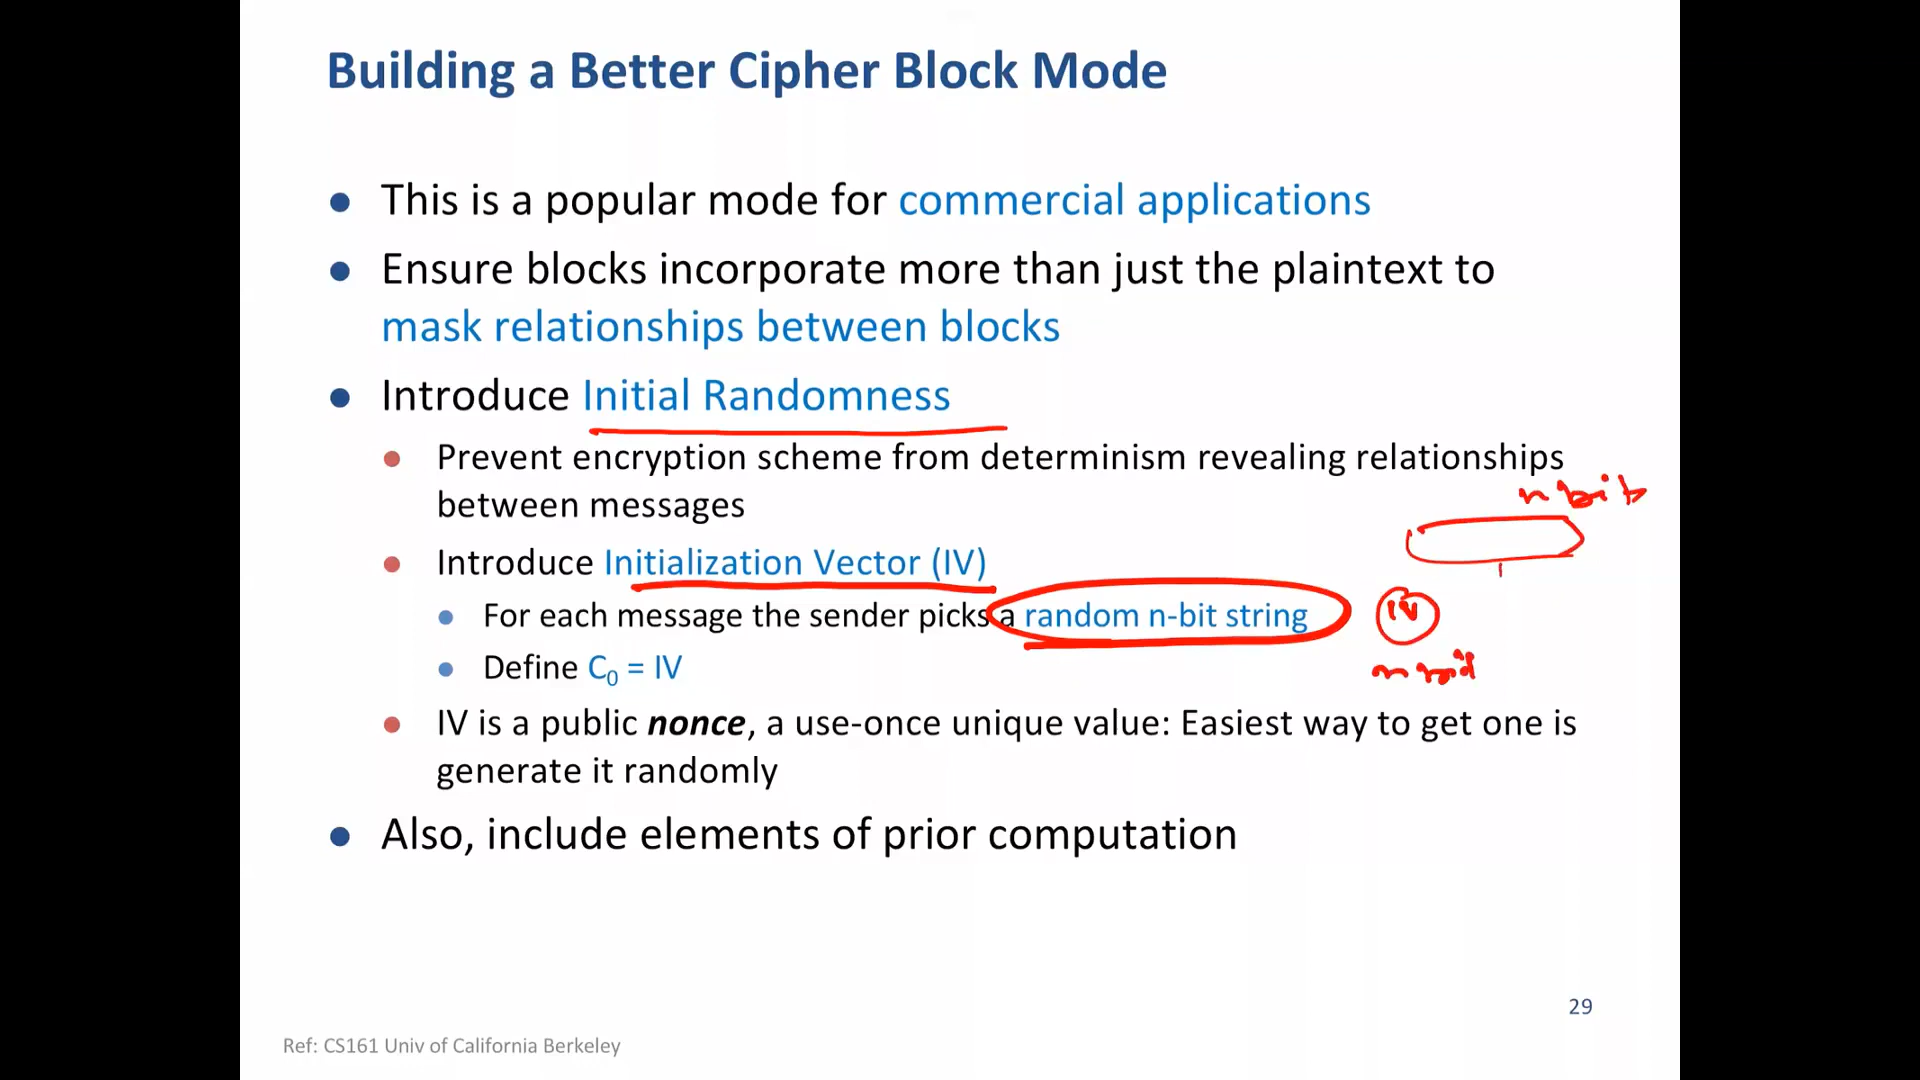 Building a Better Cipher Block Mode
● This is a popular mode for commercial applications
● Ensure blocks incorporate more than just the plaintext to
mask relationships between blocks
● Introduce Initial Randomness
● Prevent encryption scheme from determinism revealing relationships
between messages
n bit
● Introduce Initialization Vector (IV)
● For each message the sender picks a random n-bit string
IV
● Define C₀ = IV
n bit
● IV is a public nonce, a use-once unique value: Easiest way to get one is
generate it randomly
● Also, include elements of prior computation
29
Ref: CS161 Univ of California Berkeley